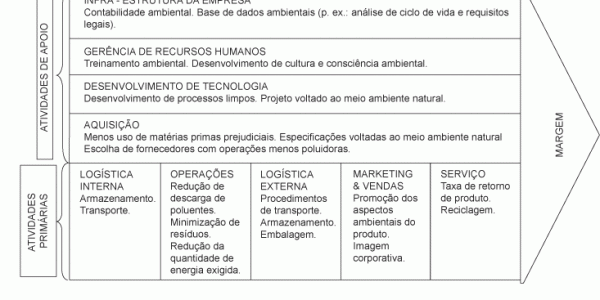 INFRA - ESTRUTURA DA EMPRESA
Contabilidade ambiental. Base de dados ambientais (p. ex.: análise de ciclo de vida e requisitos
legais).
GERÊNCIA DE RECURSOS HUMANOS
Treinamento ambiental. Desenvolvimento de cultura e consciência ambiental.
DESENVOLVIMENTO DE TECNOLOGIA
Desenvolvimento de processos limpos. Projeto voltado ao meio ambiente natural.
AQUISIÇÃO
Menos uso de matérias primas prejudiciais. Especificações voltadas ao meio ambiente natural
Escolha de fornecedores com operações menos poluidoras.
ATIVIDADES DE APOIO
ATIVIDADES
PRIMÁRIAS
LOGÍSTICA
INTERNA
Armazenamento.
Transporte.
OPERAÇÕES
Redução de
descarga de
poluentes.
Minimização de
resíduos.
Redução da
quantidade de
energia exigida.
LOGÍSTICA
EXTERNA
Procedimentos
de transporte.
Armazenamento.
Embalagem.
MARKETING
& VENDAS
Promoção dos
aspectos
ambientais do
produto.
Imagem
corporativa.
SERVIÇO
Taxa de retorno
de produto.
Reciclagem.
MARGEM